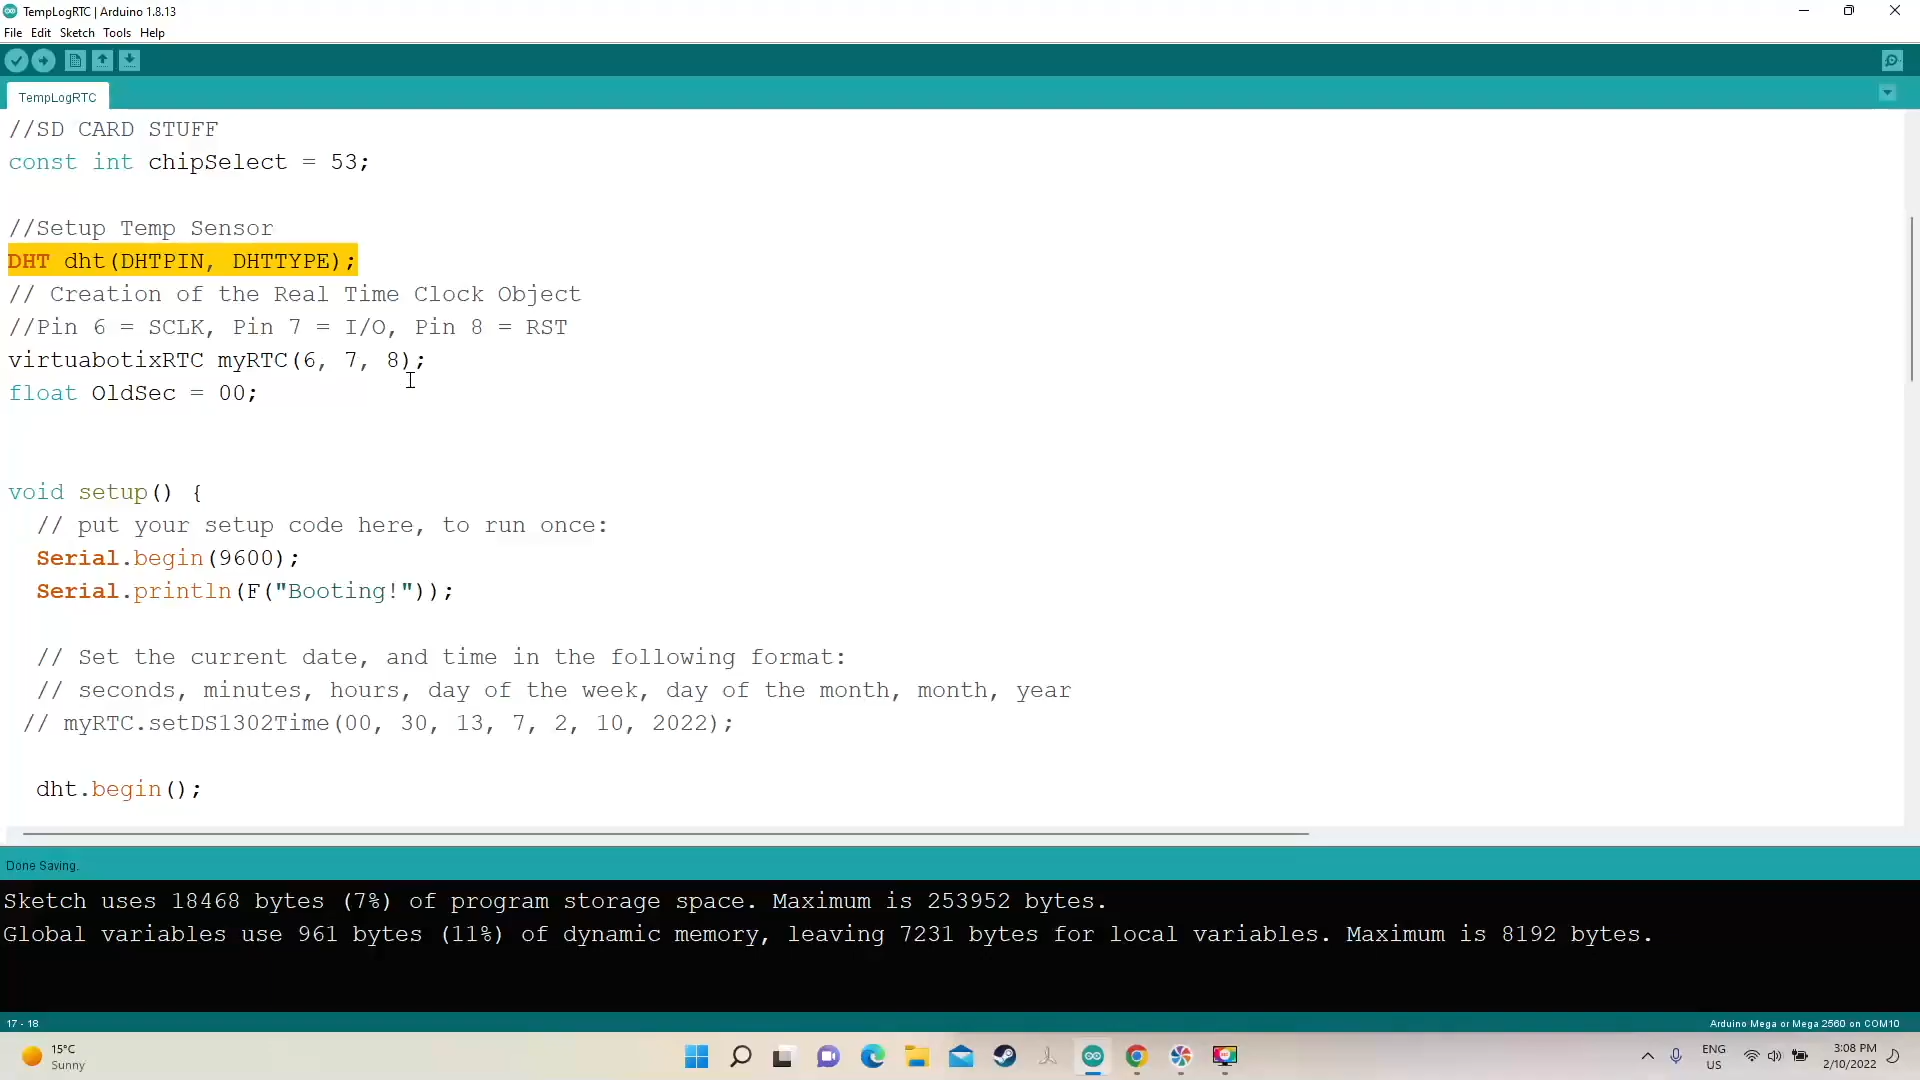 TempLogRTC | Arduino 1.8.13
File Edit Sketch Tools Help
TempLogRTC
//SD CARD STUFF
const int chipSelect = 53;
//Setup Temp Sensor
DHT dht(DHTPIN, DHTTYPE);
// Creation of the Real Time Clock Object
//Pin 6 = SCLK, Pin 7 = I/O, Pin 8 = RST
virtuabotixRTC myRTC(6, 7, 8);
float OldSec = 00;
void setup() {
// put your setup code here, to run once:
Serial.begin(9600);
Serial.println(F("Booting!"));
// Set the current date, and time in the following format:
// seconds, minutes, hours, day of the week, day of the month, month, year
// myRTC.setDS1302Time(00, 30, 13, 7, 2, 10, 2022);
dht.begin();
Done Saving.
Sketch uses 18468 bytes (7%) of program storage space. Maximum is 253952 bytes.
Global variables use 961 bytes (11%) of dynamic memory, leaving 7231 bytes for local variables. Maximum is 8192 bytes.
17 - 18
Arduino Mega or Mega 2560 on COM10
15°C
Sunny
ENG
US
3:08 PM
2/10/2022